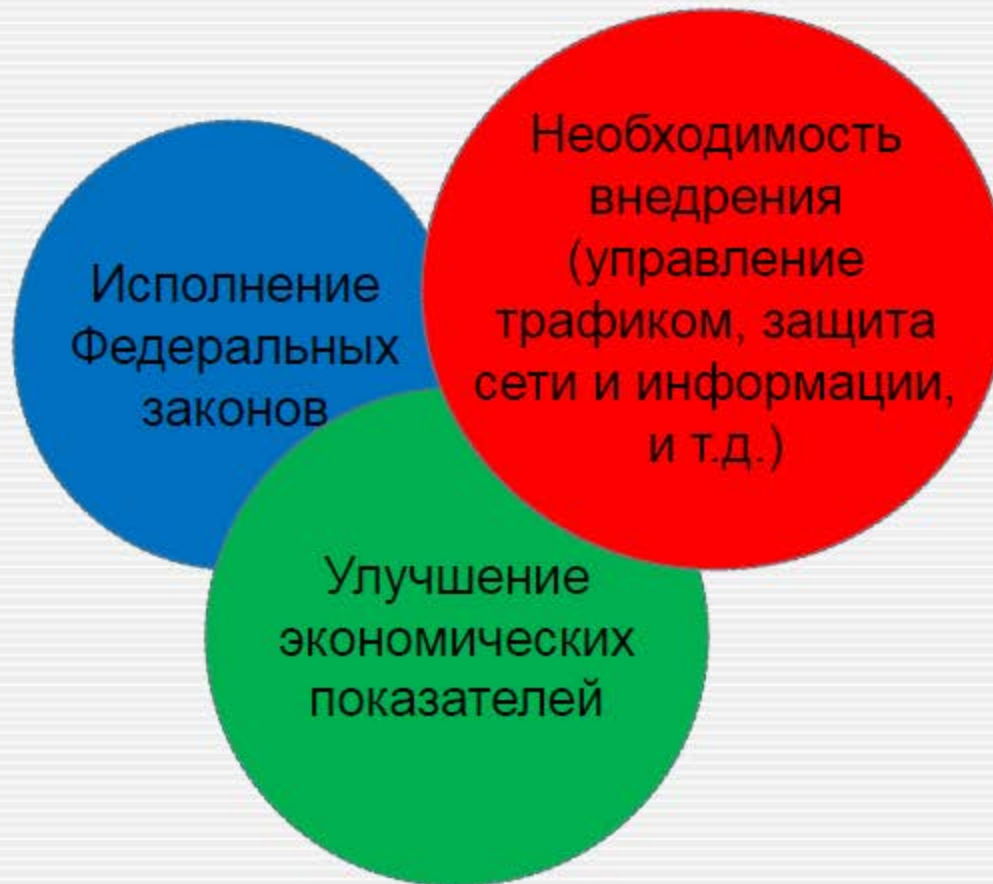 Исполнение
Федеральных
законов
Необходимость
внедрения
(управление
трафиком, защита
сети и информации,
и т.д.)
Улучшение
экономических
показателей